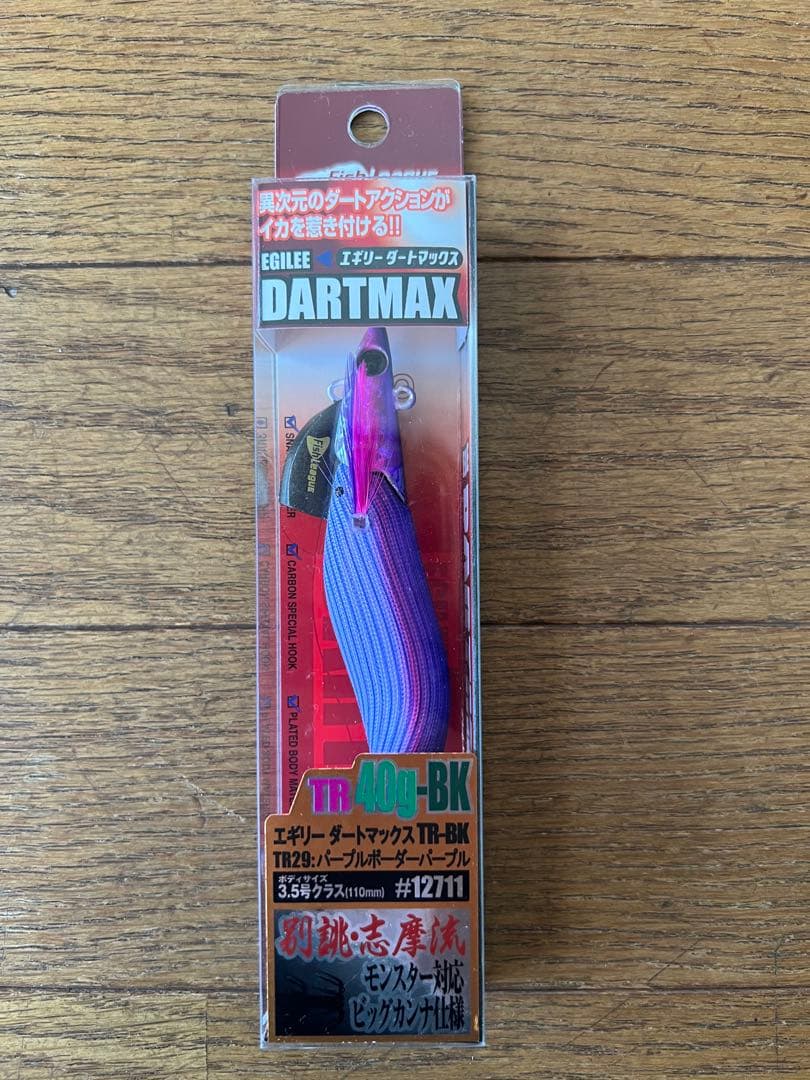 Fish League
異次元のダートアクションが
イカを惹き付ける!!
EGILEE エギリー ダートマックス
DARTMAX
Fish League
CARBON SPECIAL HOOK
PLATED BODY
TR 40g-BK
エギリー ダートマックス TR-BK
TR29:パープルボーダーパープル
ボディサイズ
3.5号クラス(110mm) #12711
別誂・志摩流
モンスター対応
ビッグカンナ仕様